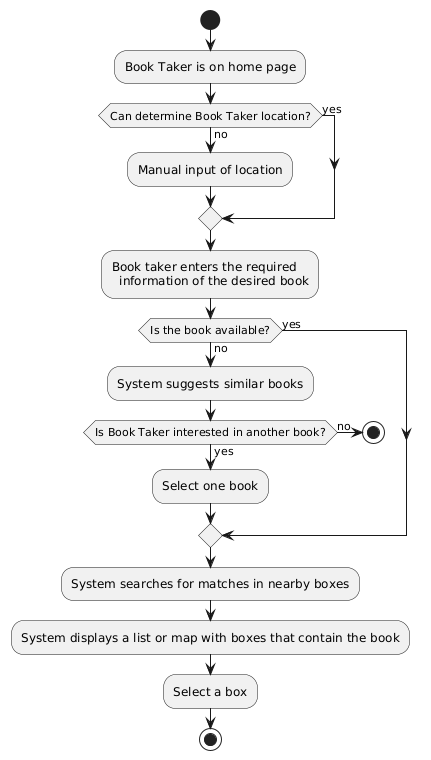 Book Taker is on home page
Can determine Book Taker location?
yes
no
Manual input of location
Book taker enters the required
information of the desired book
Is the book available?
yes
no
System suggests similar books
Is Book Taker interested in another book?
no
yes
Select one book
System searches for matches in nearby boxes
System displays a list or map with boxes that contain the book
Select a box